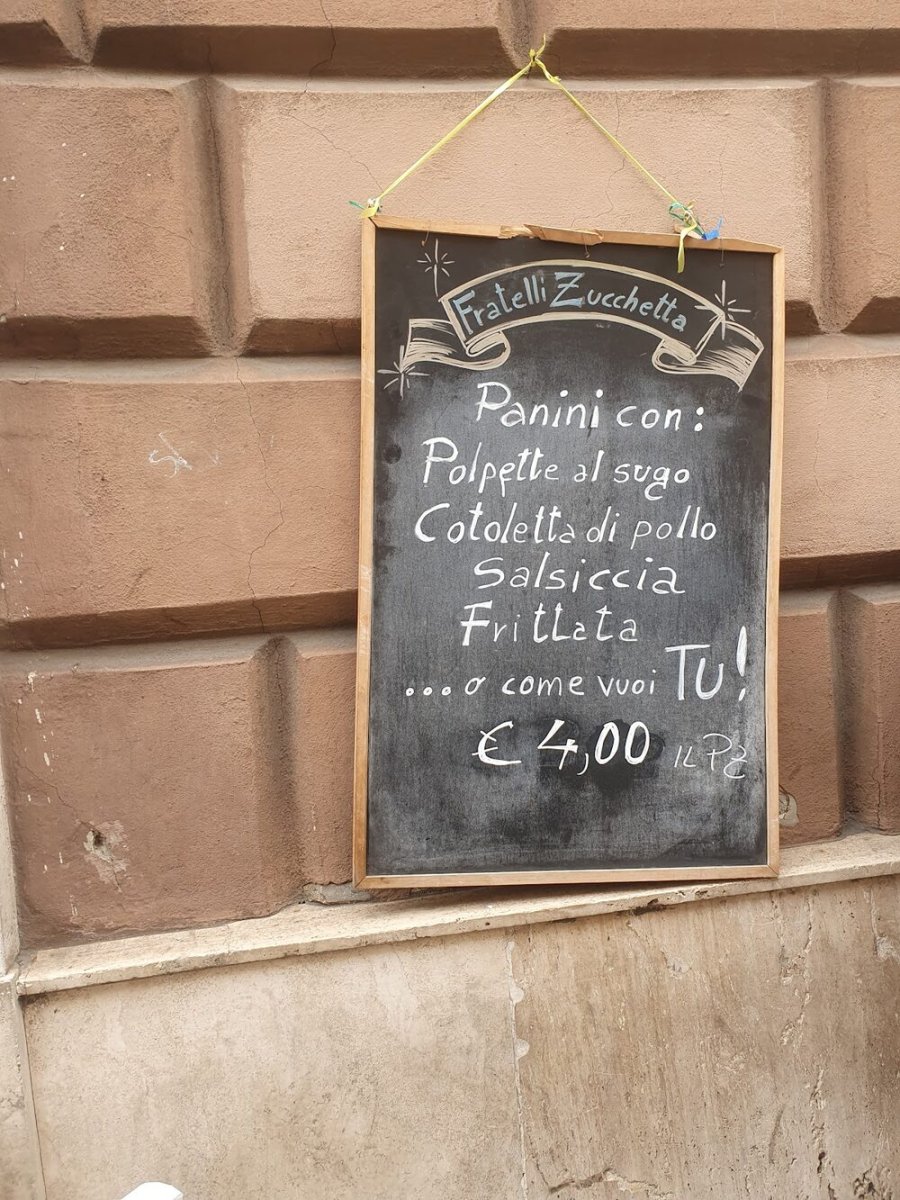 Fratelli Zucchetta
Panini con:
Polpette al sugo
Cotoletta di pollo
Salsiccia
Frittata
...o come vuoi TU!
€ 4,00 IL Pz